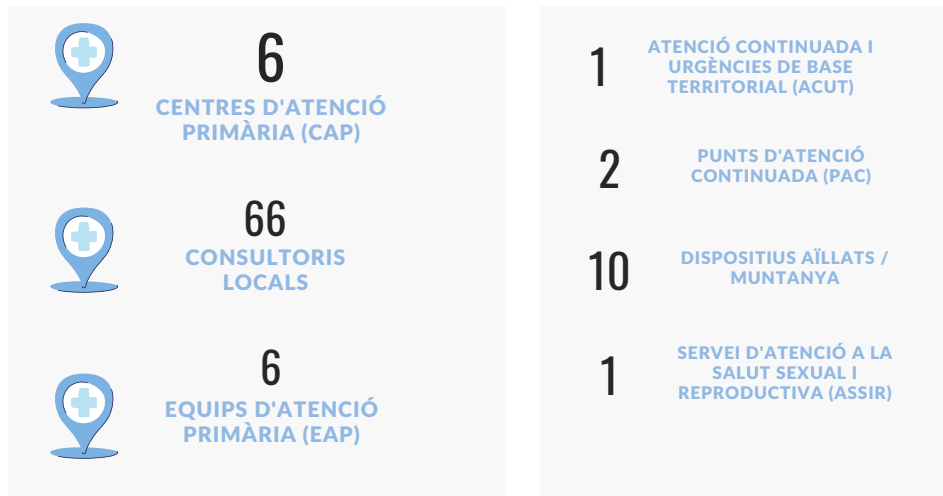 6
CENTRES D'ATENCIÓ
PRIMÀRIA (CAP)
66
CONSULTORIS
LOCALS
6
EQUIPS D'ATENCIÓ
PRIMÀRIA (EAP)
1
ATENCIÓ CONTINUADA I
URGÈNCIES DE BASE
TERRITORIAL (ACUT)
2
PUNTS D'ATENCIÓ
CONTINUADA (PAC)
10
DISPOSITIUS AÏLLATS /
MUNTANYA
1
SERVEI D'ATENCIÓ A LA
SALUT SEXUAL I
REPRODUCTIVA (ASSIR)